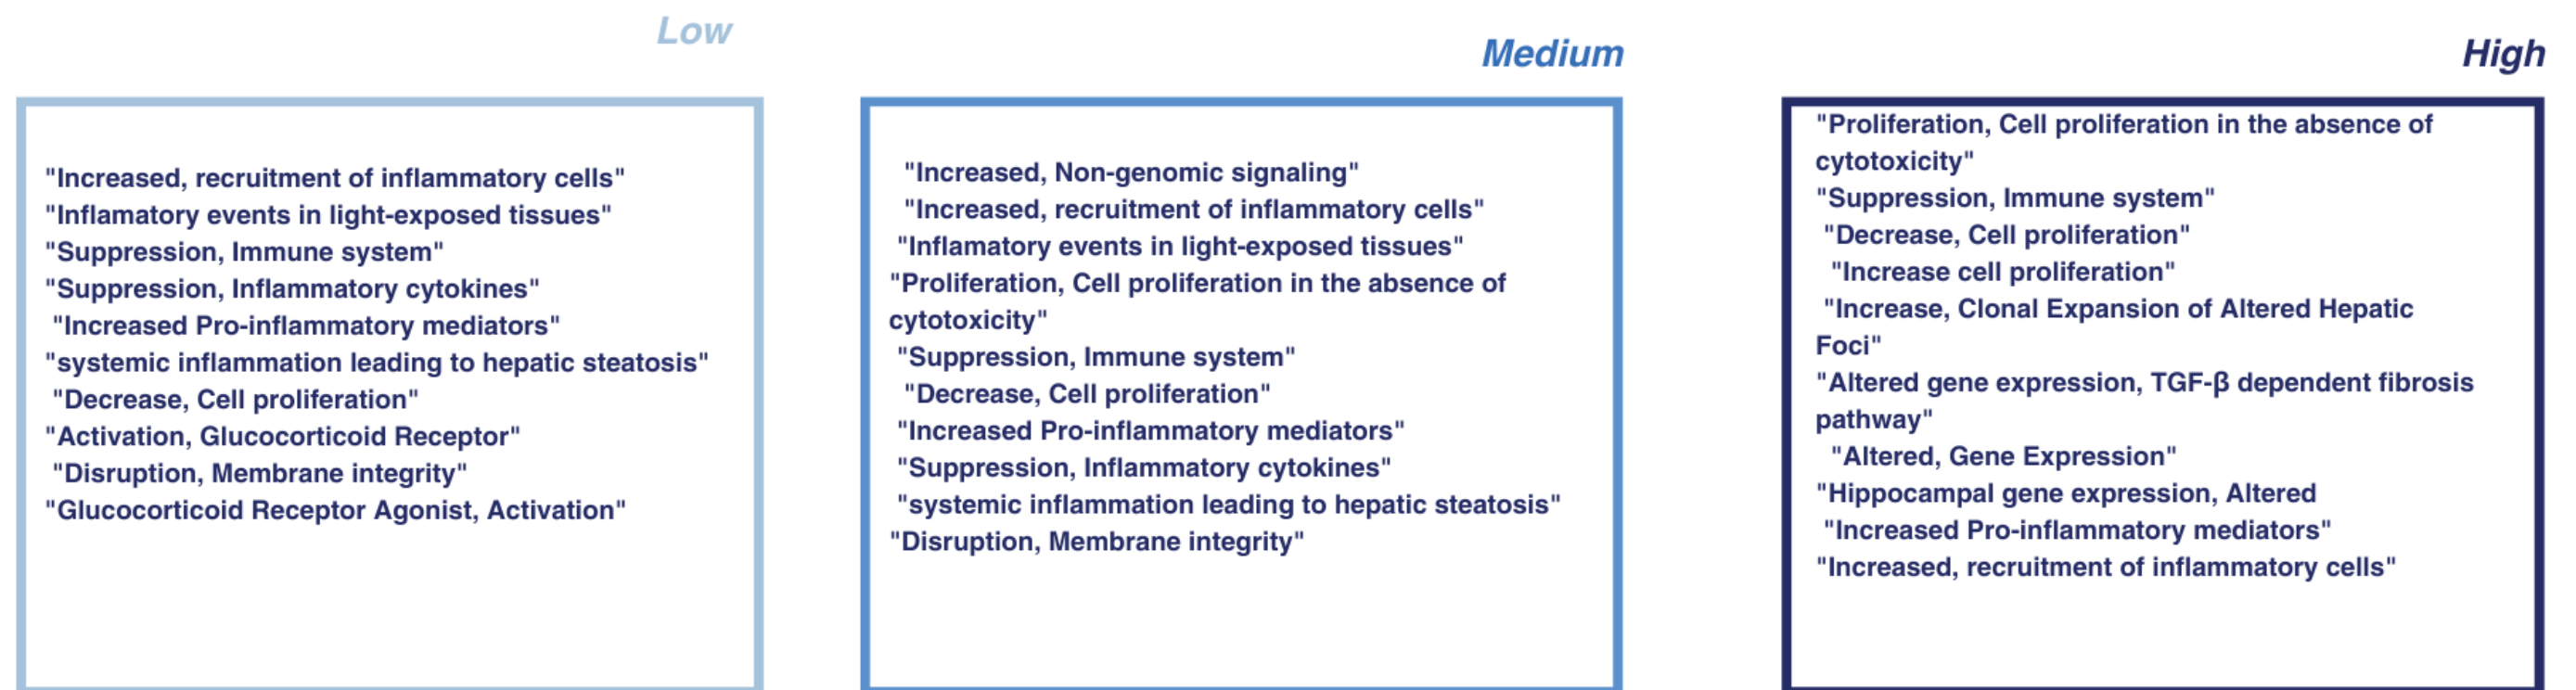 Low
"Increased, recruitment of inflammatory cells"
"Inflamatory events in light-exposed tissues"
"Suppression, Immune system"
"Suppression, Inflammatory cytokines"
"Increased Pro-inflammatory mediators"
"systemic inflammation leading to hepatic steatosis"
"Decrease, Cell proliferation"
"Activation, Glucocorticoid Receptor"
"Disruption, Membrane integrity"
"Glucocorticoid Receptor Agonist, Activation"
Medium
"Increased, Non-genomic signaling"
"Increased, recruitment of inflammatory cells"
"Inflamatory events in light-exposed tissues"
"Proliferation, Cell proliferation in the absence of
cytotoxicity"
"Suppression, Immune system"
"Decrease, Cell proliferation"
"Increased Pro-inflammatory mediators"
"Suppression, Inflammatory cytokines"
"systemic inflammation leading to hepatic steatosis"
"Disruption, Membrane integrity"
High
"Proliferation, Cell proliferation in the absence of
cytotoxicity"
"Suppression, Immune system"
"Decrease, Cell proliferation"
"Increase cell proliferation"
"Increase, Clonal Expansion of Altered Hepatic
Foci"
"Altered gene expression, TGF-β dependent fibrosis
pathway"
"Altered, Gene Expression"
"Hippocampal gene expression, Altered
"Increased Pro-inflammatory mediators"
"Increased, recruitment of inflammatory cells"